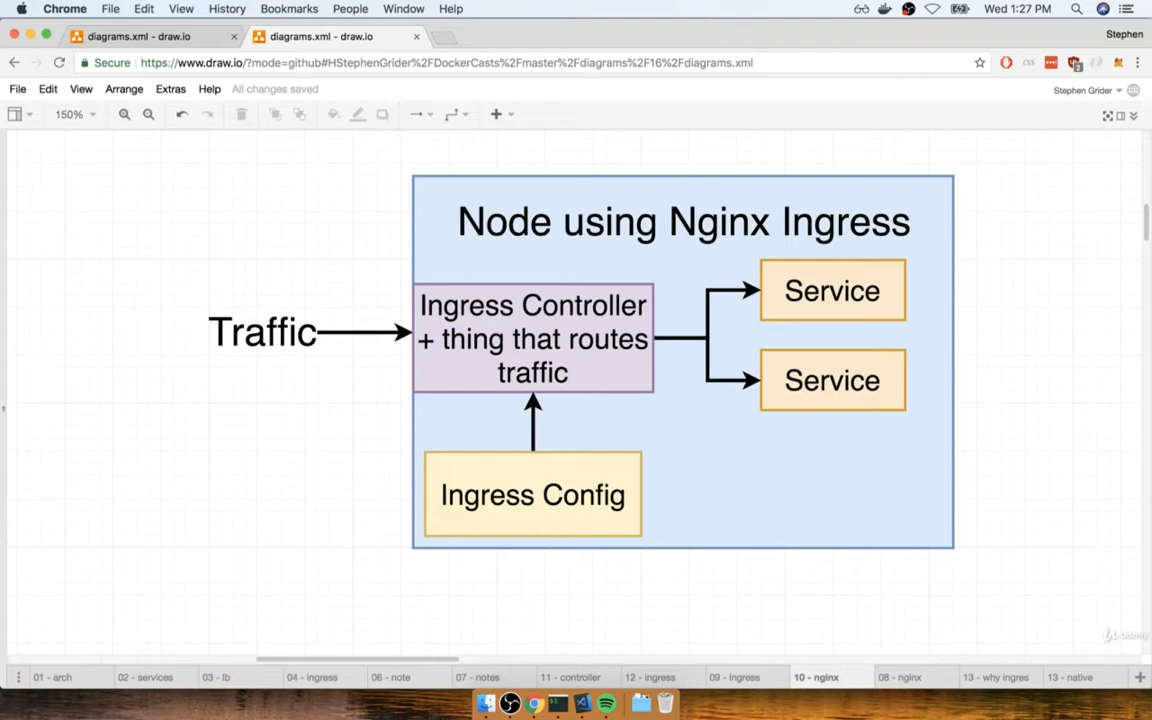 Chrome File Edit View History Bookmarks People Window Help Wed 1:27 PM
diagrams.xml - draw.io diagrams.xml - draw.io Stephen
Secure https://www.draw.io/?mode=github#HStephenGrider%2FDockerCasts%2Fmaster%2Fdiagrams%2F16%2Fdiagrams.xml
File Edit View Arrange Extras Help All changes saved Stephen Grider
150%
Node using Nginx Ingress
Traffic
Ingress Controller
+ thing that routes
traffic
Service
Service
Ingress Config
Udemy
01 - arch 02 - services 03 - lb 04 - ingress 06 - note 07 - notes 11 - controller 12 - ingress 09 - ingress 10 - nginx 08 - nginx 13 - why ingres 13 - native